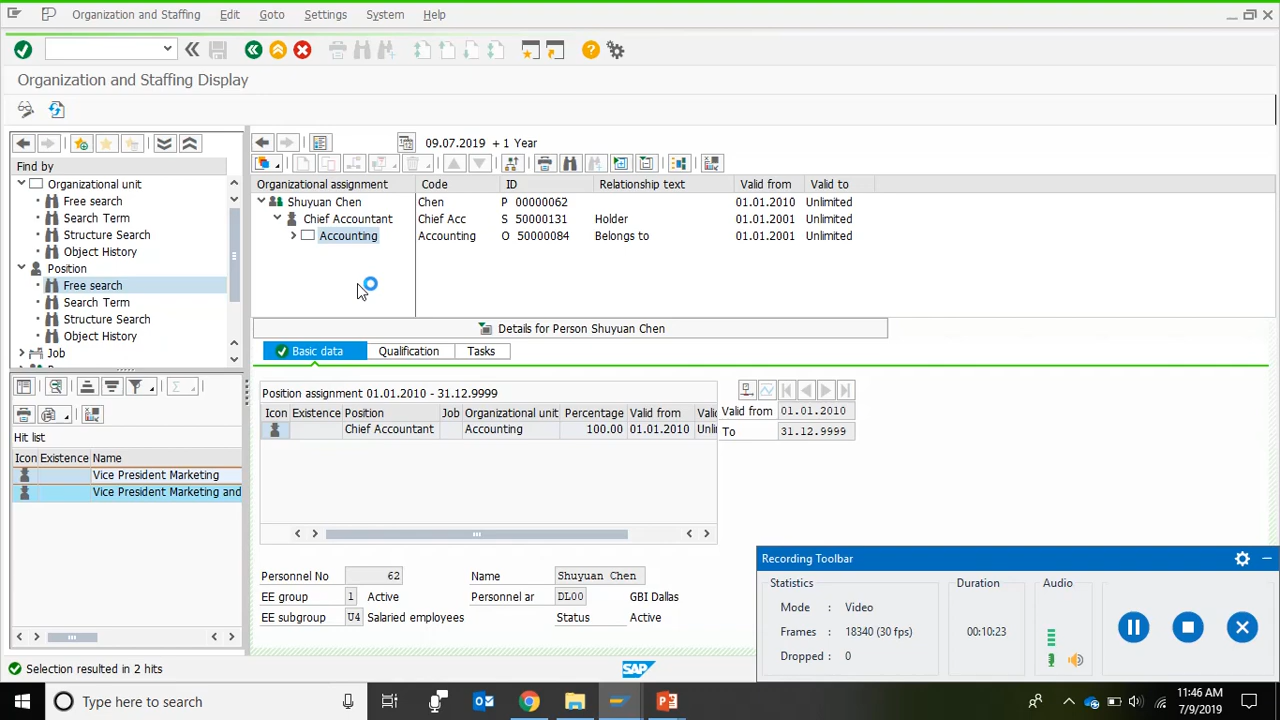 Organization and Staffing Edit Goto Settings System Help
Organization and Staffing Display
09.07.2019 + 1 Year
Find by
Organizational unit
Free search
Search Term
Structure Search
Object History
Position
Free search
Search Term
Structure Search
Object History
Job
Organizational assignment Code ID Relationship text Valid from Valid to
Shuyuan Chen Chen P 00000062 01.01.2010 Unlimited
Chief Accountant Chief Acc S 50000131 Holder 01.01.2001 Unlimited
Accounting Accounting O 50000084 Belongs to 01.01.2001 Unlimited
Details for Person Shuyuan Chen
Basic data Qualification Tasks
Position assignment 01.01.2010 - 31.12.9999
Icon Existence Position Job Organizational unit Percentage Valid from Vali
Chief Accountant Accounting 100.00 01.01.2010 Unli
Valid from 01.01.2010
To 31.12.9999
Hit list
Icon Existence Name
Vice President Marketing
Vice President Marketing and
Personnel No 62 Name Shuyuan Chen
EE group 1 Active Personnel ar DL00 GBI Dallas
EE subgroup U4 Salaried employees Status Active
Selection resulted in 2 hits
SAP
Recording Toolbar
Statistics Duration Audio
Mode : Video
Frames : 18340 (30 fps) 00:10:23
Dropped : 0
Type here to search
11:46 AM
7/9/2019